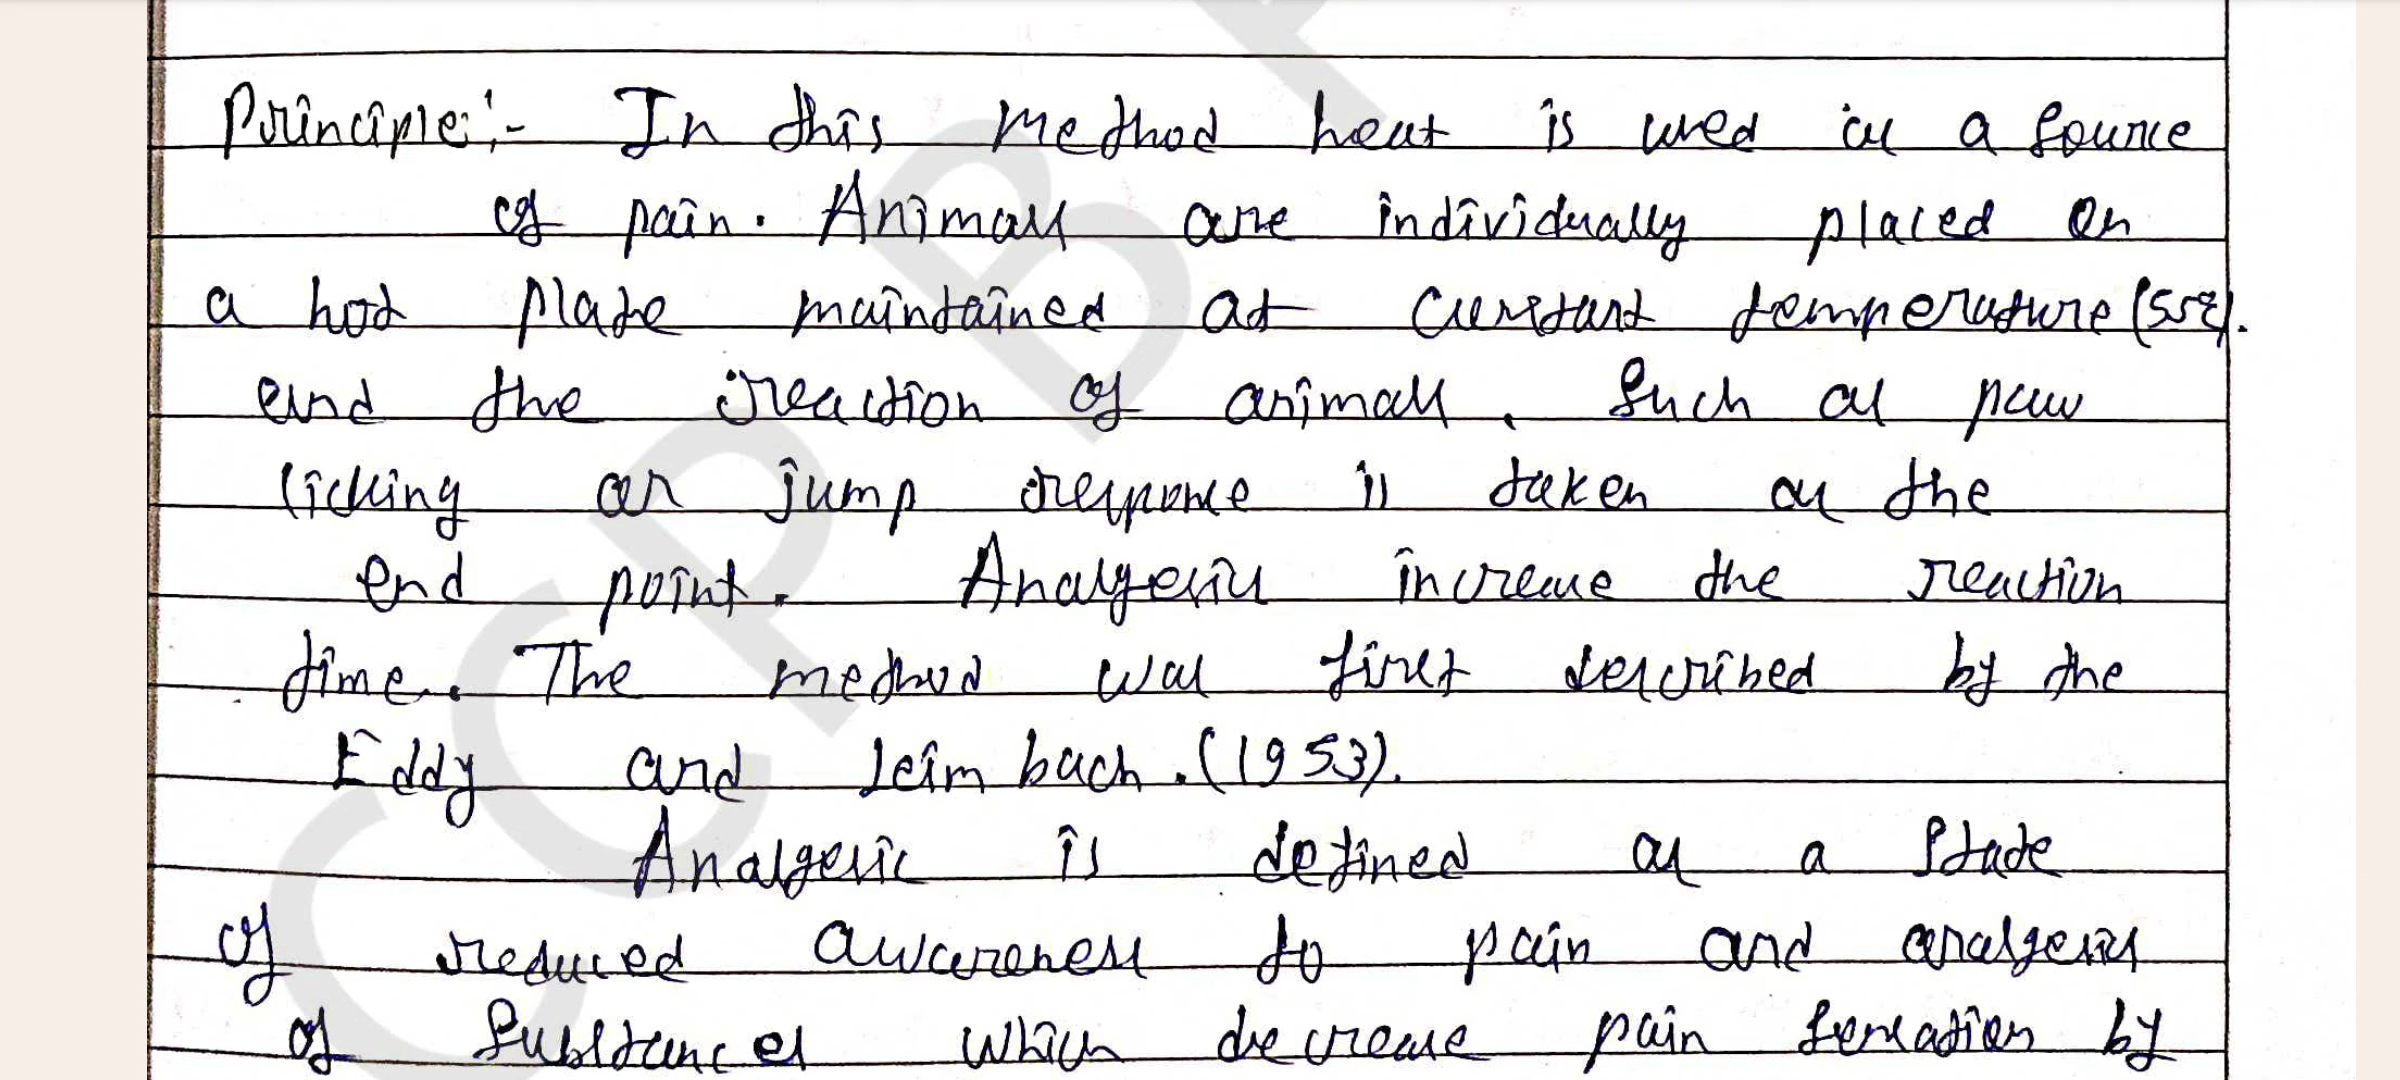 Principle:- In this Method heat is used as a source
of pain. Animals are individually placed on
a hot plate maintained at constant temperature (55°c).
and the reaction of animals, such as paw
licking or jump response is taken as the
end point. Analgesics increase the reaction
time. The method was first described by the
Eddy and Leimbach. (1953).
Analgesic is defined as a state
of reduced awareness to pain and analgesics
of substances which decrease pain sensation by
CCPBP